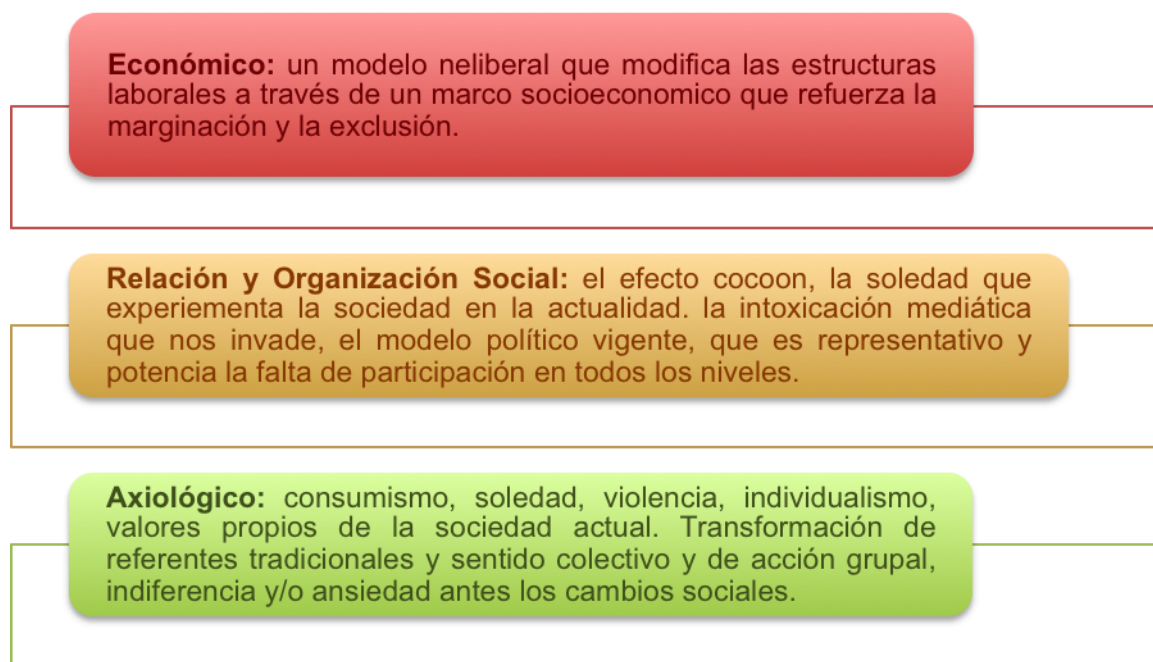 Económico: un modelo neliberal que modifica las estructuras
laborales a través de un marco socioeconomico que refuerza la
marginación y la exclusión.
Relación y Organización Social: el efecto cocoon, la soledad que
experiementa la sociedad en la actualidad. la intoxicación mediática
que nos invade, el modelo político vigente, que es representativo y
potencia la falta de participación en todos los niveles.
Axiológico: consumismo, soledad, violencia, individualismo,
valores propios de la sociedad actual. Transformación de
referentes tradicionales y sentido colectivo y de acción grupal,
indiferencia y/o ansiedad antes los cambios sociales.